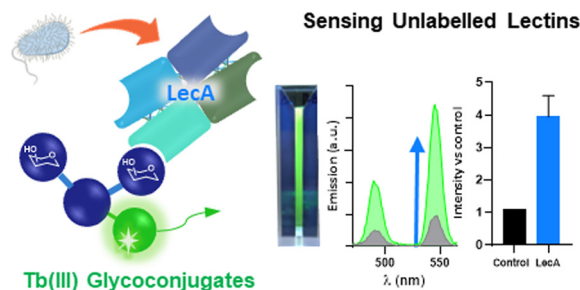 Sensing Unlabelled Lectins
LecA
HO
HO
Tb(III) Glycoconjugates
Emission (a.u.)
500
550
λ (nm)
Intensity vs control
5
4
3
2
1
0
Control
LecA